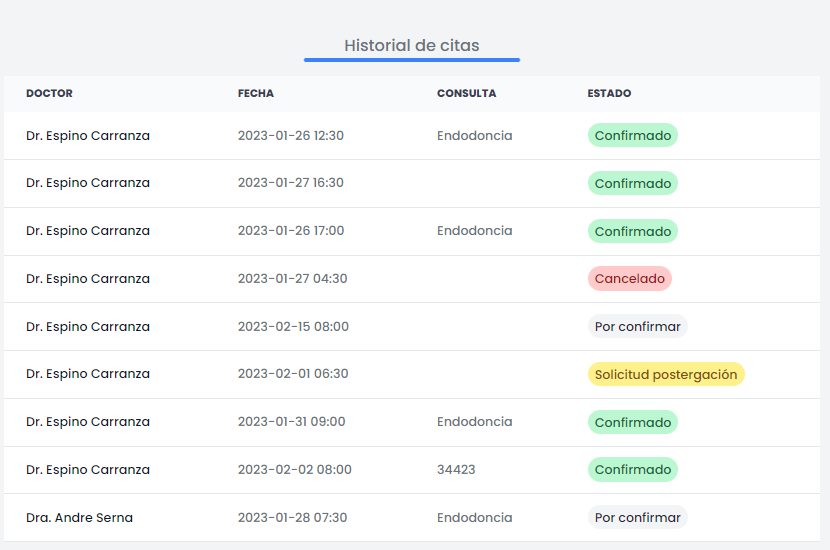 Historial de citas
DOCTOR FECHA CONSULTA ESTADO
Dr. Espino Carranza 2023-01-26 12:30 Endodoncia Confirmado
Dr. Espino Carranza 2023-01-27 16:30 Confirmado
Dr. Espino Carranza 2023-01-26 17:00 Endodoncia Confirmado
Dr. Espino Carranza 2023-01-27 04:30 Cancelado
Dr. Espino Carranza 2023-02-15 08:00 Por confirmar
Dr. Espino Carranza 2023-02-01 06:30 Solicitud postergación
Dr. Espino Carranza 2023-01-31 09:00 Endodoncia Confirmado
Dr. Espino Carranza 2023-02-02 08:00 34423 Confirmado
Dra. Andre Serna 2023-01-28 07:30 Endodoncia Por confirmar